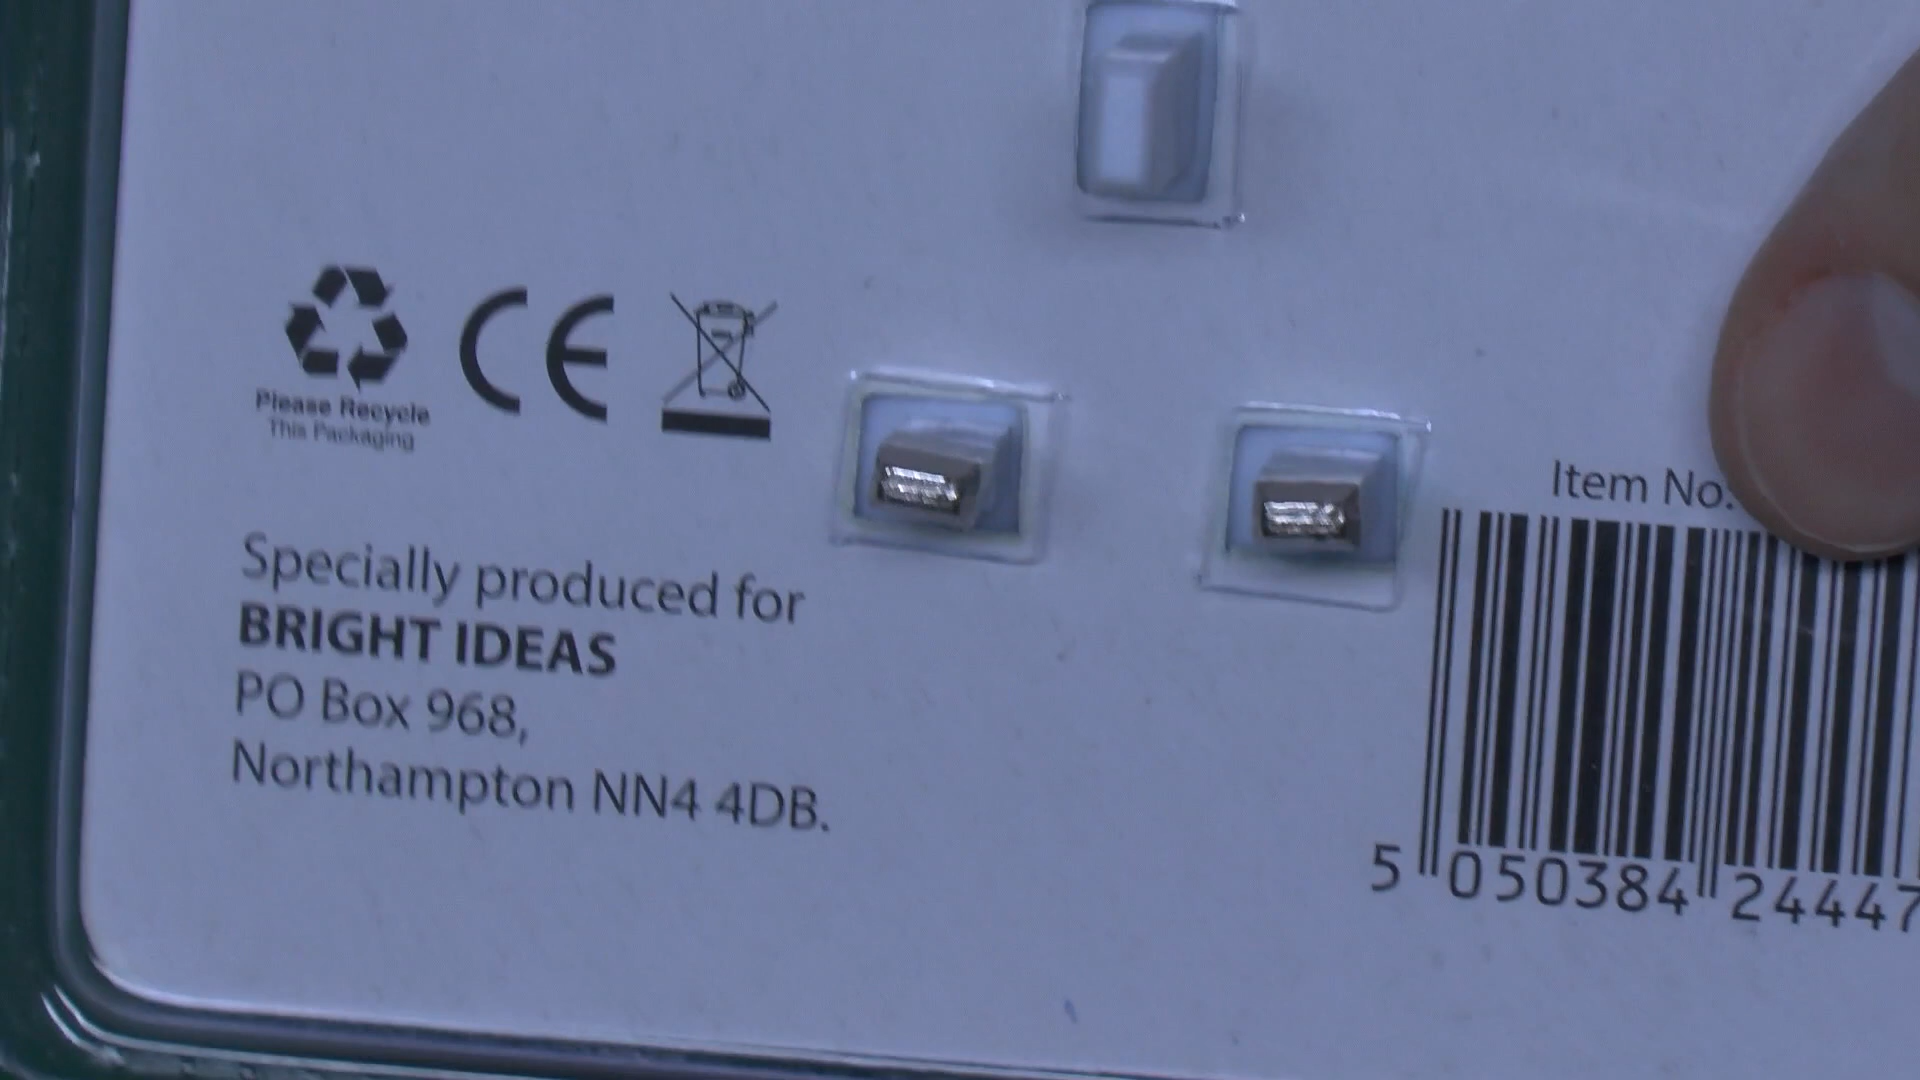 Please Recycle
This Packaging
CE
Specially produced for
BRIGHT IDEAS
PO Box 968,
Northampton NN4 4DB.
Item No.
5 050384 24447